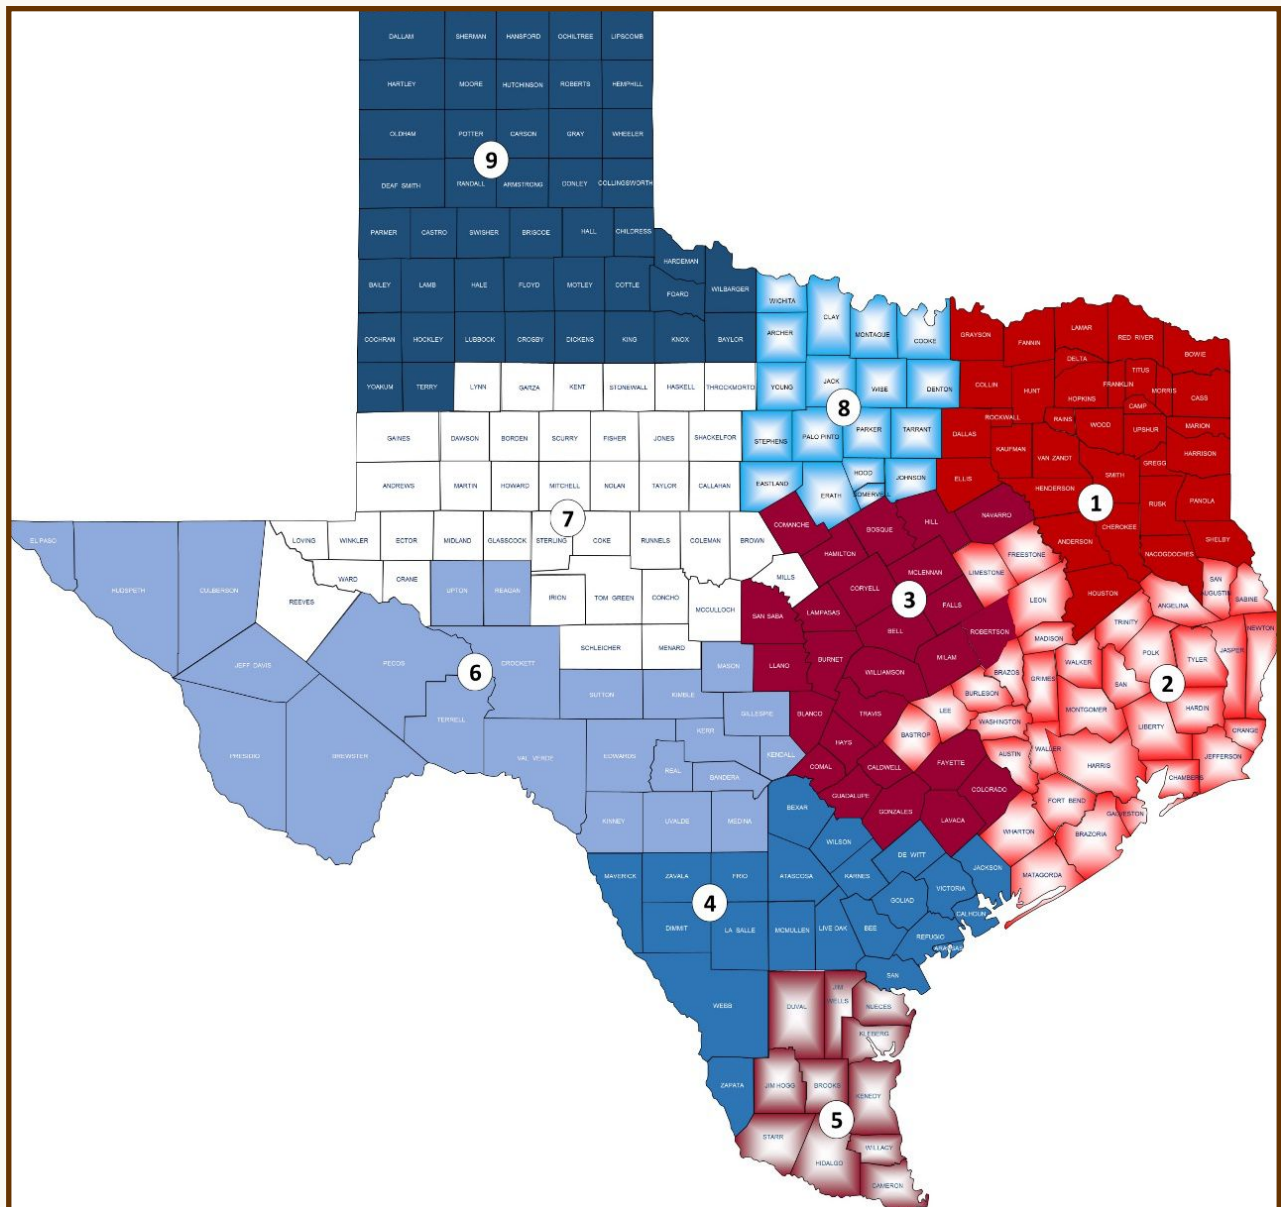 DALLAM SHERMAN HANSFORD OCHILTREE LIPSCOMB
HARTLEY MOORE HUTCHINSON ROBERTS HEMPHILL
OLDHAM POTTER CARSON GRAY WHEELER
9
DEAF SMITH RANDALL ARMSTRONG DONLEY COLLINGSWORTH
PARMER CASTRO SWISHER BRISCOE HALL CHILDRESS
HARDEMAN
BAILEY LAMB HALE FLOYD MOTLEY COTTLE FOARD WILBARGER
WICHITA CLAY MONTAGUE COOKE
ARCHER
COCHRAN HOCKLEY LUBBOCK CROSBY DICKENS KING KNOX BAYLOR
GRAYSON FANNIN LAMAR RED RIVER BOWIE
DELTA TITUS
YOAKUM TERRY LYNN GARZA KENT STONEWALL HASKELL THROCKMORTO
YOUNG JACK WISE DENTON
COLLIN HUNT HOPKINS FRANKLIN MORRIS CASS
CAMP
8
ROCKWALL RAINS WOOD UPSHUR MARION
GAINES DAWSON BORDEN SCURRY FISHER JONES SHACKELFOR
STEPHENS PALO PINTO PARKER TARRANT DALLAS
KAUFMAN VAN ZANDT GREGG HARRISON
SMITH
ANDREWS MARTIN HOWARD MITCHELL NOLAN TAYLOR CALLAHAN
EASTLAND ERATH HOOD SOMERVELL JOHNSON ELLIS
HENDERSON RUSK PANOLA
1
7
COMANCHE BOSQUE HILL NAVARRO
CHEROKEE
EL PASO
LOVING WINKLER ECTOR MIDLAND GLASSCOCK STERLING COKE RUNNELS COLEMAN BROWN
HAMILTON ANDERSON SHELBY
FREESTONE NACOGDOCHES
HUDSPETH CULBERSON REEVES WARD CRANE UPTON REAGAN IRION TOM GREEN CONCHO MCCULLOCH MILLS
MCLENNAN LIMESTONE
CORYELL
3
FALLS LEON HOUSTON
SAN AUGUSTIN SABINE
ANGELINA
SAN SABA LAMPASAS BELL ROBERTSON
TRINITY NEWTON
MADISON
SCHLEICHER MENARD
JEFF DAVIS PECOS CROCKETT MASON LLANO BURNET WILLIAMSON MILAM
BRAZOS GRIMES WALKER POLK TYLER JASPER
6
2
SUTTON KIMBLE
SAN
BURLESON
TERRELL GILLESPIE BLANCO TRAVIS LEE WASHINGTON MONTGOMER LIBERTY HARDIN
ORANGE
KERR HAYS BASTROP
PRESIDIO BREWSTER VAL VERDE EDWARDS REAL BANDERA KENDALL
COMAL CALDWELL FAYETTE AUSTIN WALLER HARRIS JEFFERSON
CHAMBERS
GUADALUPE COLORADO
FORT BEND GALVESTON
GONZALES LAVACA WHARTON BRAZORIA
BEXAR
KINNEY UVALDE MEDINA
WILSON
DE WITT
MAVERICK ZAVALA FRIO ATASCOSA KARNES JACKSON MATAGORDA
VICTORIA
4
GOLIAD
CALHOUN
DIMMIT LA SALLE MCMULLEN LIVE OAK BEE REFUGIO
ARANSAS
SAN
WEBB DUVAL JIM WELLS NUECES
KLEBERG
ZAPATA JIM HOGG BROOKS KENEDY
5
STARR HIDALGO WILLACY
CAMERON